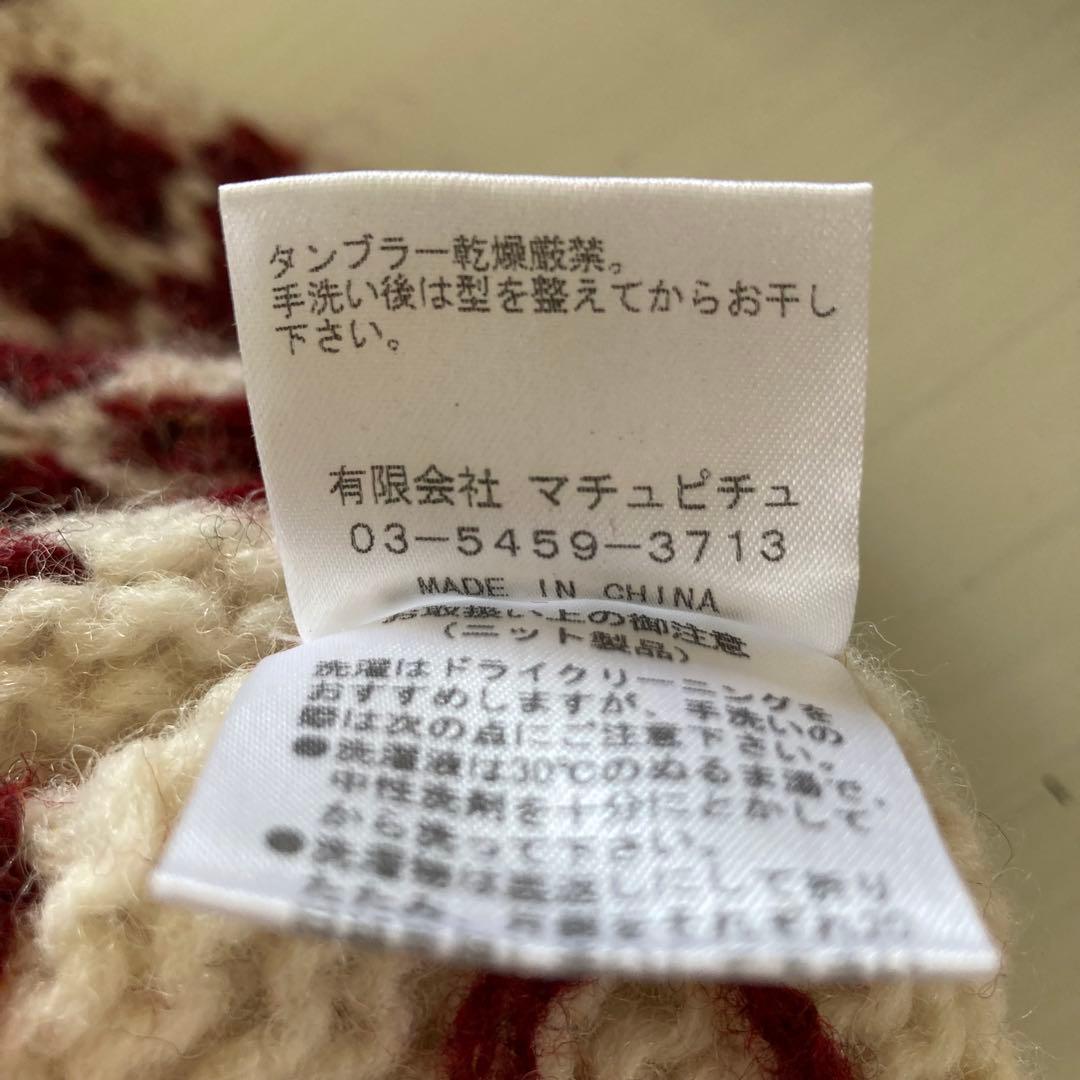 タンブラー乾燥厳禁。
手洗い後は型を整えてからお干し
下さい。
有限会社 マチュピチュ
03-5459-3713
MADE IN CHINA
お取扱い上の御注意
(ニット製品)
洗濯はドライクリーニングを
おすすめしますが、手洗いの
際は次の点にご注意下さい。
●洗濯液は30℃のぬるま湯で、
中性洗剤を十分にとかして
から洗って下さい。
●洗濯物は